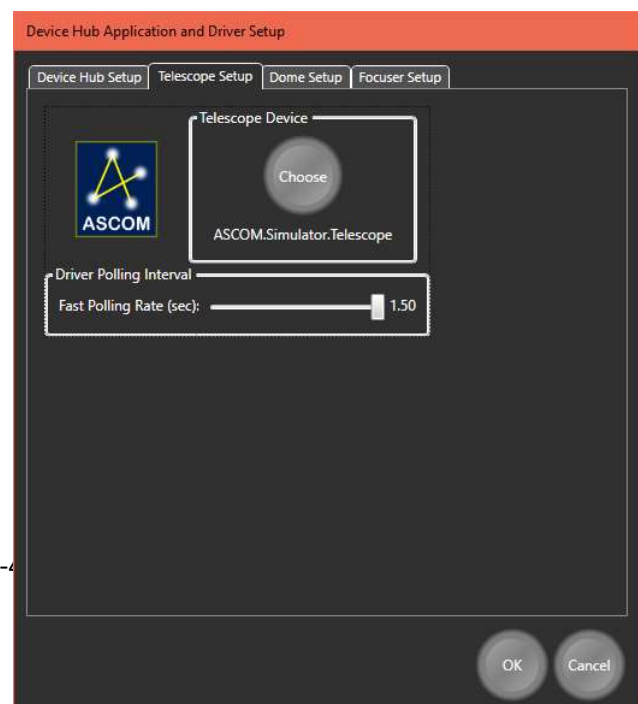 Device Hub Application and Driver Setup
Device Hub Setup Telescope Setup Dome Setup Focuser Setup
Telescope Device
Choose
ASCOM
ASCOM.Simulator.Telescope
Driver Polling Interval
Fast Polling Rate (sec): 1.50
OK Cancel